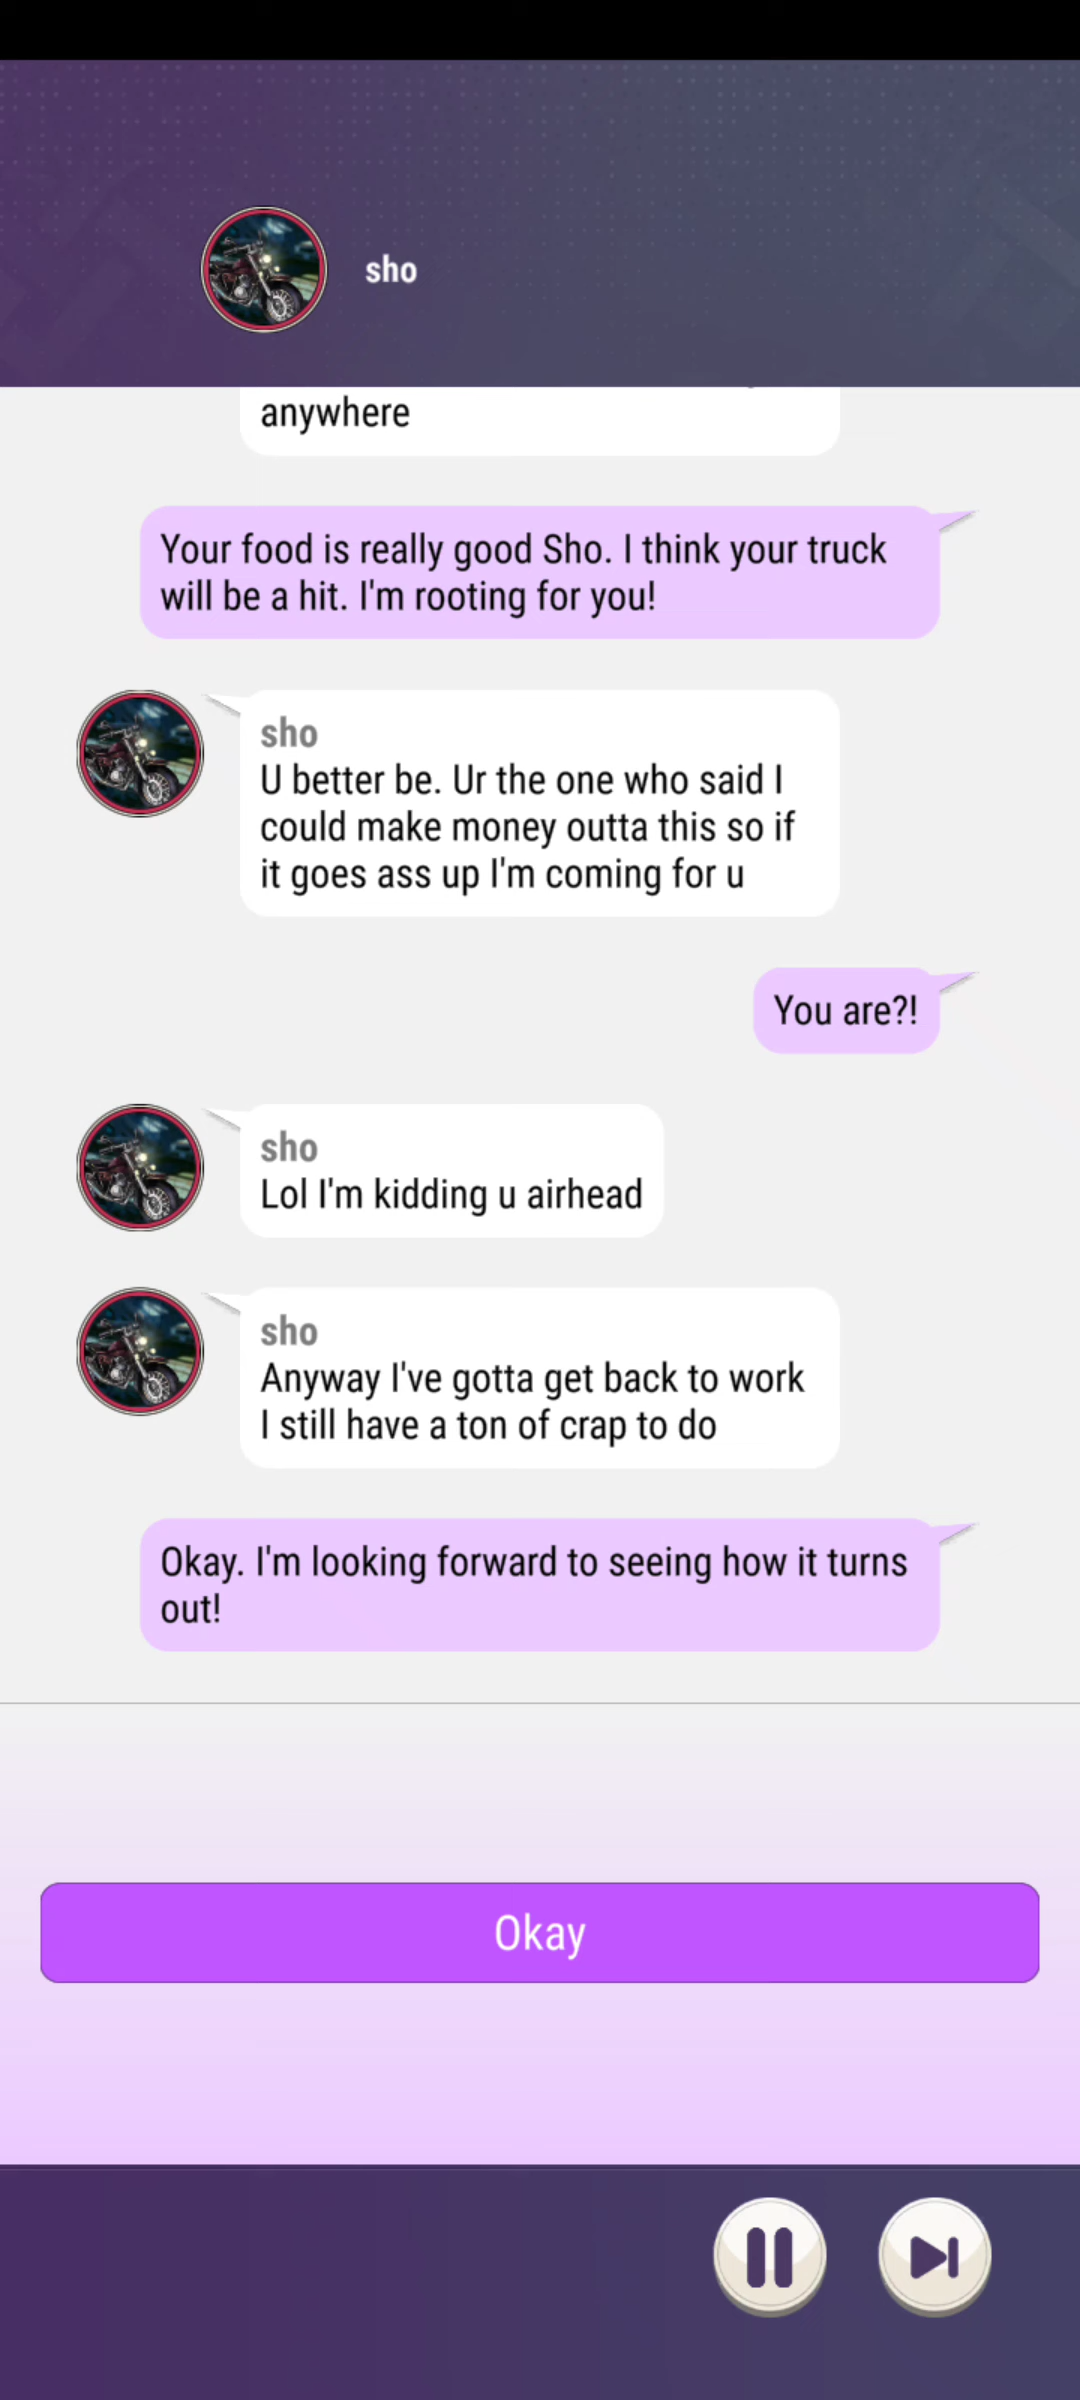 sho
anywhere
Your food is really good Sho. I think your truck
will be a hit. I'm rooting for you!
sho
U better be. Ur the one who said I
could make money outta this so if
it goes ass up I'm coming for u
You are?!
sho
Lol I'm kidding u airhead
sho
Anyway I've gotta get back to work
I still have a ton of crap to do
Okay. I'm looking forward to seeing how it turns
out!
Okay